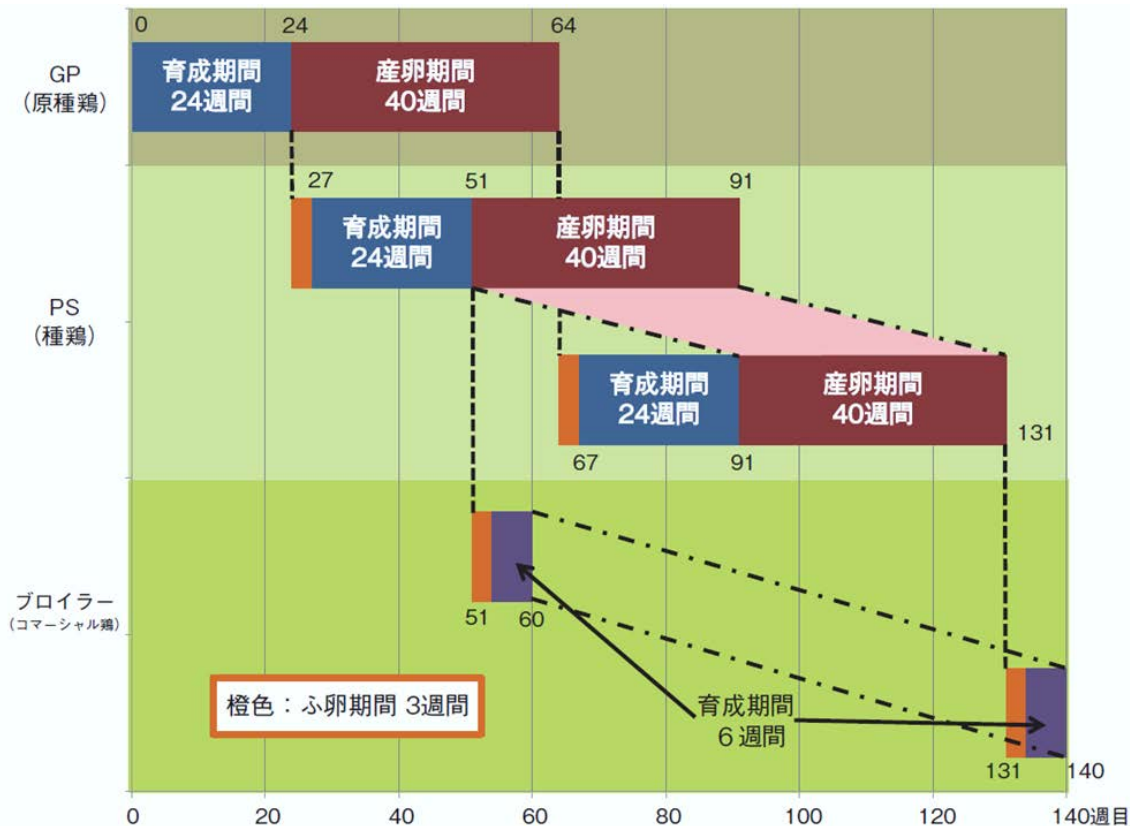 0 24 64
GP
（原種鶏）
育成期間
24週間
産卵期間
40週間
27 51 91
PS
（種鶏）
育成期間
24週間
産卵期間
40週間
育成期間
24週間
産卵期間
40週間
67 91 131
ブロイラー
（コマーシャル鶏）
51 60
橙色：ふ卵期間 3週間
育成期間
6週間
131 140
0 20 40 60 80 100 120 140週目